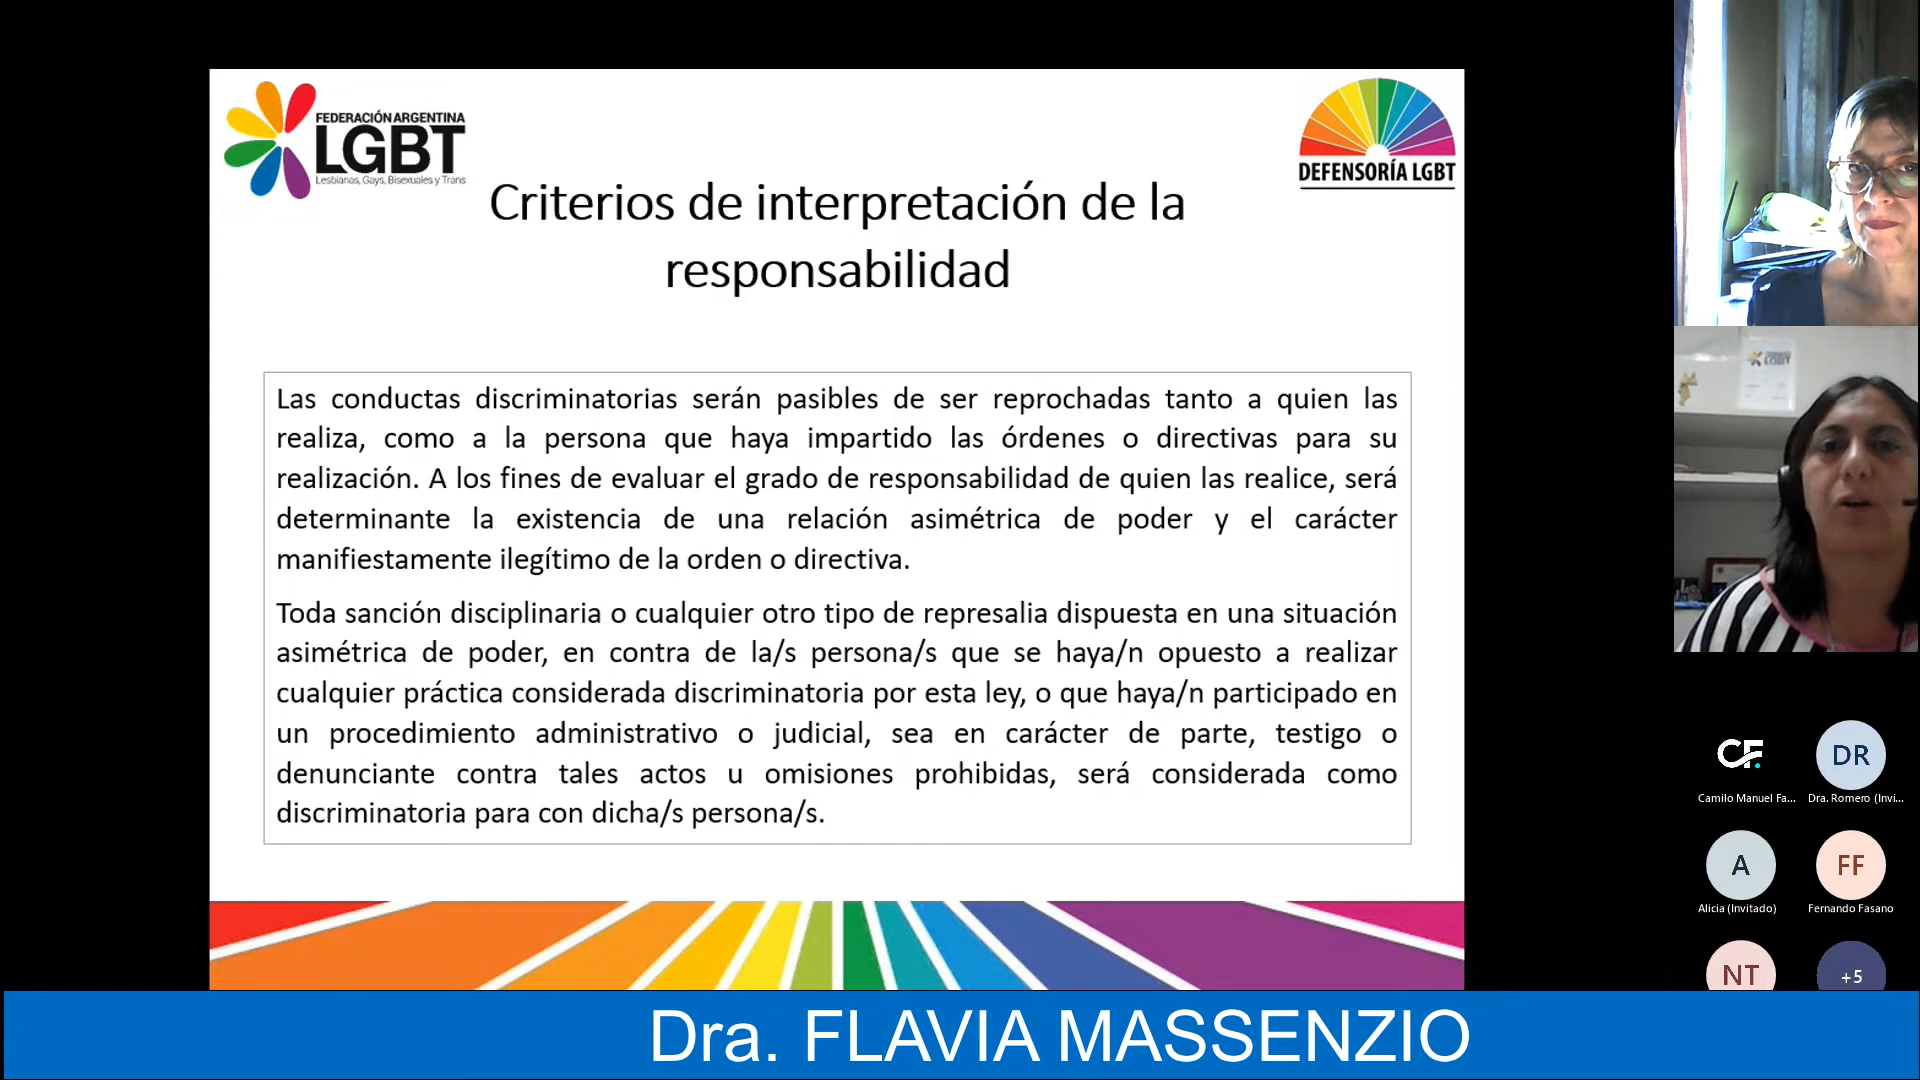 FEDERACIÓN ARGENTINA
LGBT
Lesbianas, Gays, Bisexuales y Trans
DEFENSORÍA LGBT
Criterios de interpretación de la
responsabilidad
Las conductas discriminatorias serán pasibles de ser reprochadas tanto a quien las
realiza, como a la persona que haya impartido las órdenes o directivas para su
realización. A los fines de evaluar el grado de responsabilidad de quien las realice, será
determinante la existencia de una relación asimétrica de poder y el carácter
manifiestamente ilegítimo de la orden o directiva.
Toda sanción disciplinaria o cualquier otro tipo de represalia dispuesta en una situación
asimétrica de poder, en contra de la/s persona/s que se haya/n opuesto a realizar
cualquier práctica considerada discriminatoria por esta ley, o que haya/n participado en
un procedimiento administrativo o judicial, sea en carácter de parte, testigo o
denunciante contra tales actos u omisiones prohibidas, será considerada como
discriminatoria para con dicha/s persona/s.
LGBT
CF
DR
Camilo Manuel Fa...
Dra. Romero (Invi...
A
FF
Alicia (Invitado)
Fernando Fasano
NT
+5
Dra. FLAVIA MASSENZIO